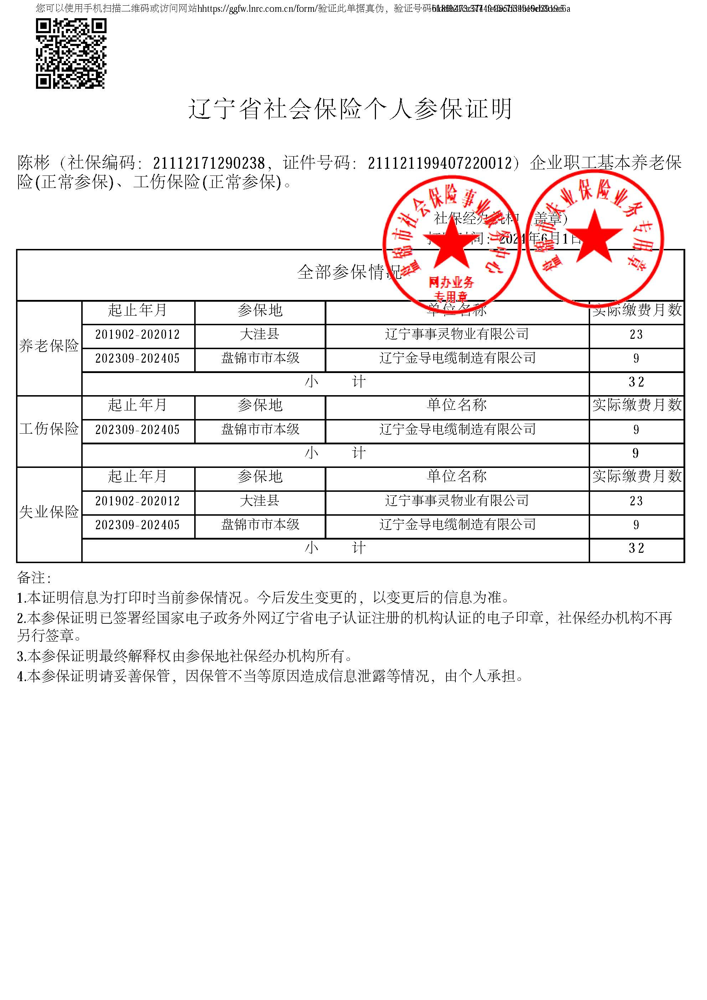 您可以使用手机扫描二维码或访问网站hhttps://ggfw.lnrc.com.cn/form/验证此单据真伪，验证号码
辽宁省社会保险个人参保证明
陈彬（社保编码：21112171290238，证件号码：211121199407220012）企业职工基本养老保
险(正常参保)、工伤保险(正常参保)。
盘锦市社会保险事业服务中心
网办业务
专用章
盘锦市失业保险业务专用章
社保经办机构（盖章）
打印时间：2024年6月1日
全部参保情况
养老保险
起止年月 参保地 单位名称 实际缴费月数
201902-202012 大洼县 辽宁事事灵物业有限公司 23
202309-202405 盘锦市市本级 辽宁金导电缆制造有限公司 9
小 计 32
工伤保险
起止年月 参保地 单位名称 实际缴费月数
202309-202405 盘锦市市本级 辽宁金导电缆制造有限公司 9
小 计 9
失业保险
起止年月 参保地 单位名称 实际缴费月数
201902-202012 大洼县 辽宁事事灵物业有限公司 23
202309-202405 盘锦市市本级 辽宁金导电缆制造有限公司 9
小 计 32
备注：
1.本证明信息为打印时当前参保情况。今后发生变更的，以变更后的信息为准。
2.本参保证明已签署经国家电子政务外网辽宁省电子认证注册的机构认证的电子印章，社保经办机构不再
另行签章。
3.本参保证明最终解释权由参保地社保经办机构所有。
4.本参保证明请妥善保管，因保管不当等原因造成信息泄露等情况，由个人承担。